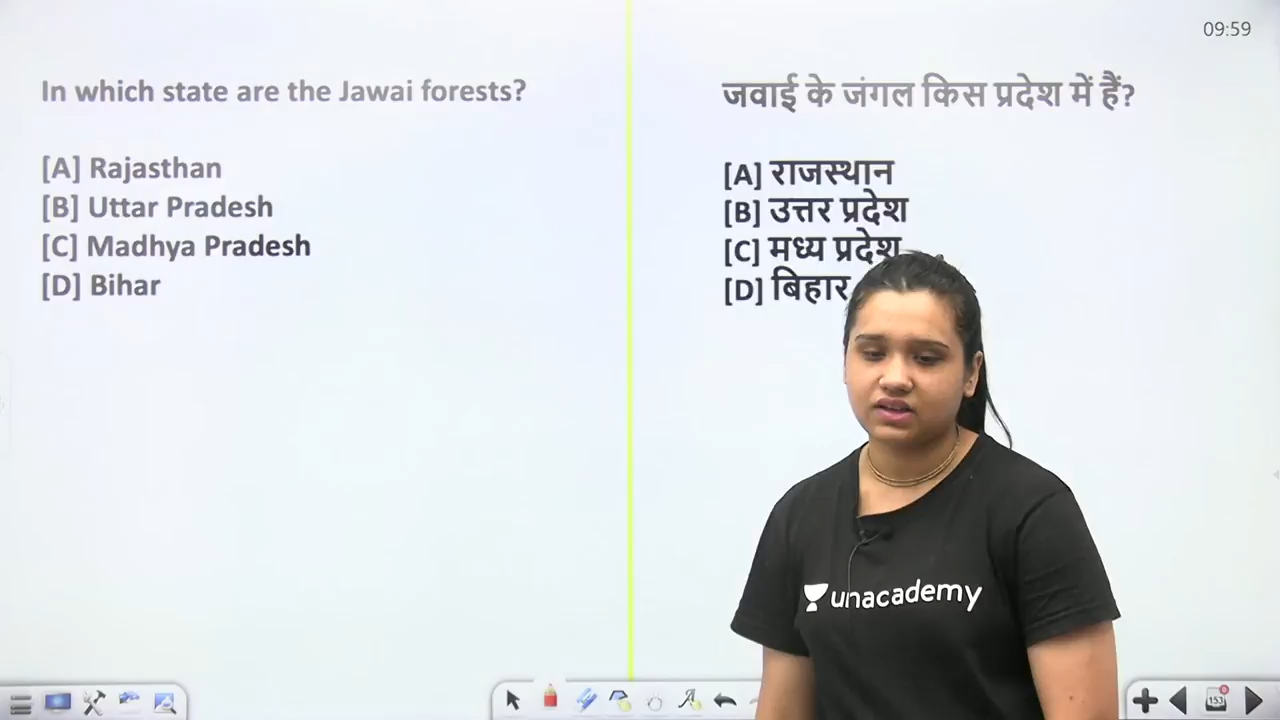 09:59
In which state are the Jawai forests?
[A] Rajasthan
[B] Uttar Pradesh
[C] Madhya Pradesh
[D] Bihar
जवाई के जंगल किस प्रदेश में हैं?
[A] राजस्थान
[B] उत्तर प्रदेश
[C] मध्य प्रदेश
[D] बिहार
unacademy
153